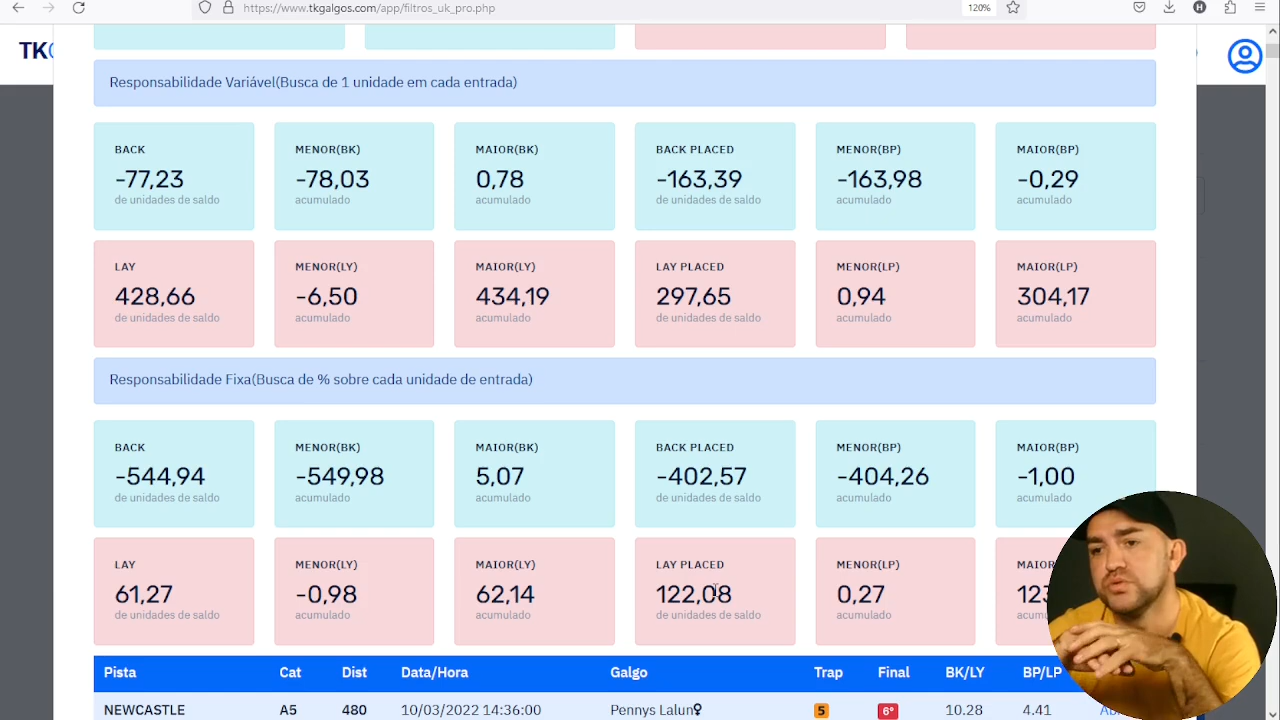 https://www.tkgalgos.com/app/filtros_uk_pro.php
120%
TK
Responsabilidade Variável(Busca de 1 unidade em cada entrada)
BACK MENOR(BK) MAIOR(BK) BACK PLACED MENOR(BP) MAIOR(BP)
-77,23 -78,03 0,78 -163,39 -163,98 -0,29
de unidades de saldo acumulado acumulado de unidades de saldo acumulado acumulado
LAY MENOR(LY) MAIOR(LY) LAY PLACED MENOR(LP) MAIOR(LP)
428,66 -6,50 434,19 297,65 0,94 304,17
de unidades de saldo acumulado acumulado de unidades de saldo acumulado acumulado
Responsabilidade Fixa(Busca de % sobre cada unidade de entrada)
BACK MENOR(BK) MAIOR(BK) BACK PLACED MENOR(BP) MAIOR(BP)
-544,94 -549,98 5,07 -402,57 -404,26 -1,00
de unidades de saldo acumulado acumulado de unidades de saldo acumulado acumulado
LAY MENOR(LY) MAIOR(LY) LAY PLACED MENOR(LP)
61,27 -0,98 62,14 122,08 0,27
de unidades de saldo acumulado acumulado de unidades de saldo acumulado
Pista Cat Dist Data/Hora Galgo Trap Final BK/LY BP/LP
NEWCASTLE A5 480 10/03/2022 14:36:00 Pennys Lalun♀ 5 6° 10.28 4.41